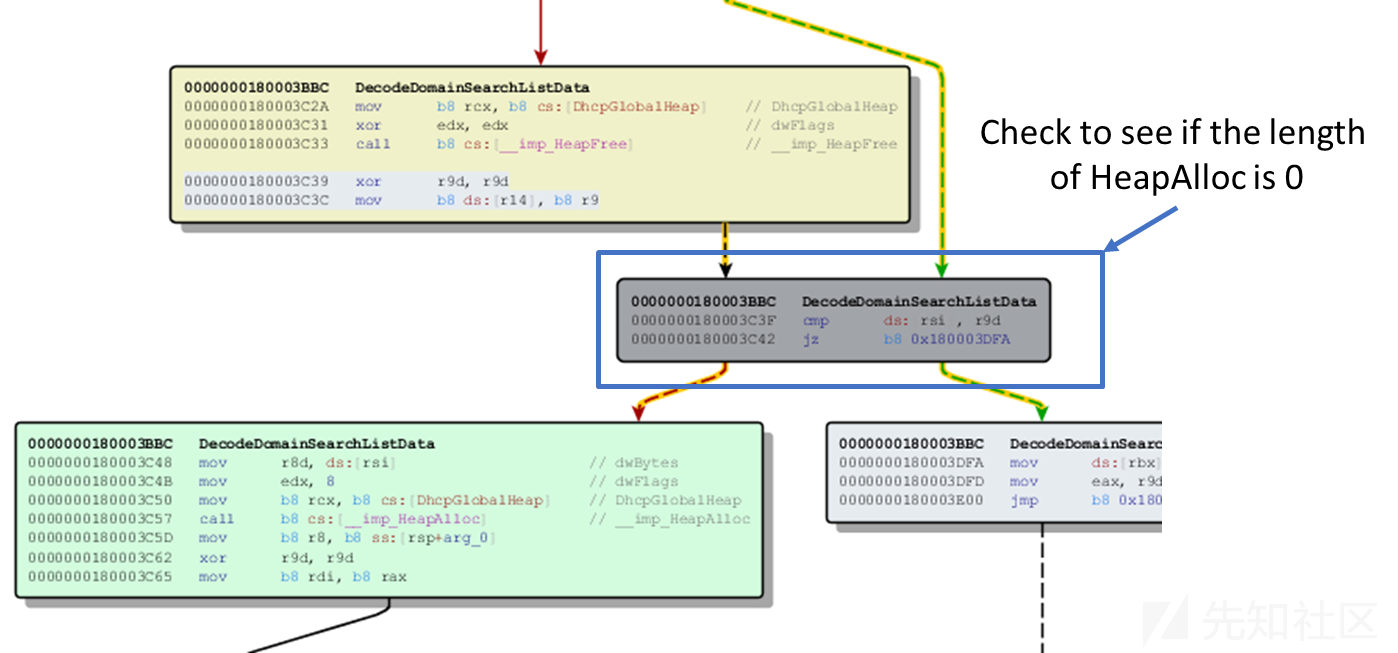 0000000180003BBC DecodeDomainSearchListData
0000000180003C2A mov b8 rcx, b8 cs:[DhcpGlobalHeap] // DhcpGlobalHeap
0000000180003C31 xor edx, edx // dwFlags
0000000180003C33 call b8 cs:[__imp_HeapFree] // __imp_HeapFree
0000000180003C39 xor r9d, r9d
0000000180003C3C mov b8 ds:[r14], b8 r9
Check to see if the length
of HeapAlloc is 0
0000000180003BBC DecodeDomainSearchListData
0000000180003C3F cmp ds: rsi , r9d
0000000180003C42 jz b8 0x180003DFA
0000000180003BBC DecodeDomainSearchListData
0000000180003C48 mov r8d, ds:[rsi] // dwBytes
0000000180003C4B mov edx, 8 // dwFlags
0000000180003C50 mov b8 rcx, b8 cs:[DhcpGlobalHeap] // DhcpGlobalHeap
0000000180003C57 call b8 cs:[__imp_HeapAlloc] // __imp_HeapAlloc
0000000180003C5D mov b8 r8, b8 ss:[rsp+arg_0]
0000000180003C62 xor r9d, r9d
0000000180003C65 mov b8 rdi, b8 rax
0000000180003BBC DecodeDomainSearc
0000000180003DFA mov ds:[rbx]
0000000180003DFD mov eax, r9d
0000000180003E00 jmp b8 0x180
先知社区